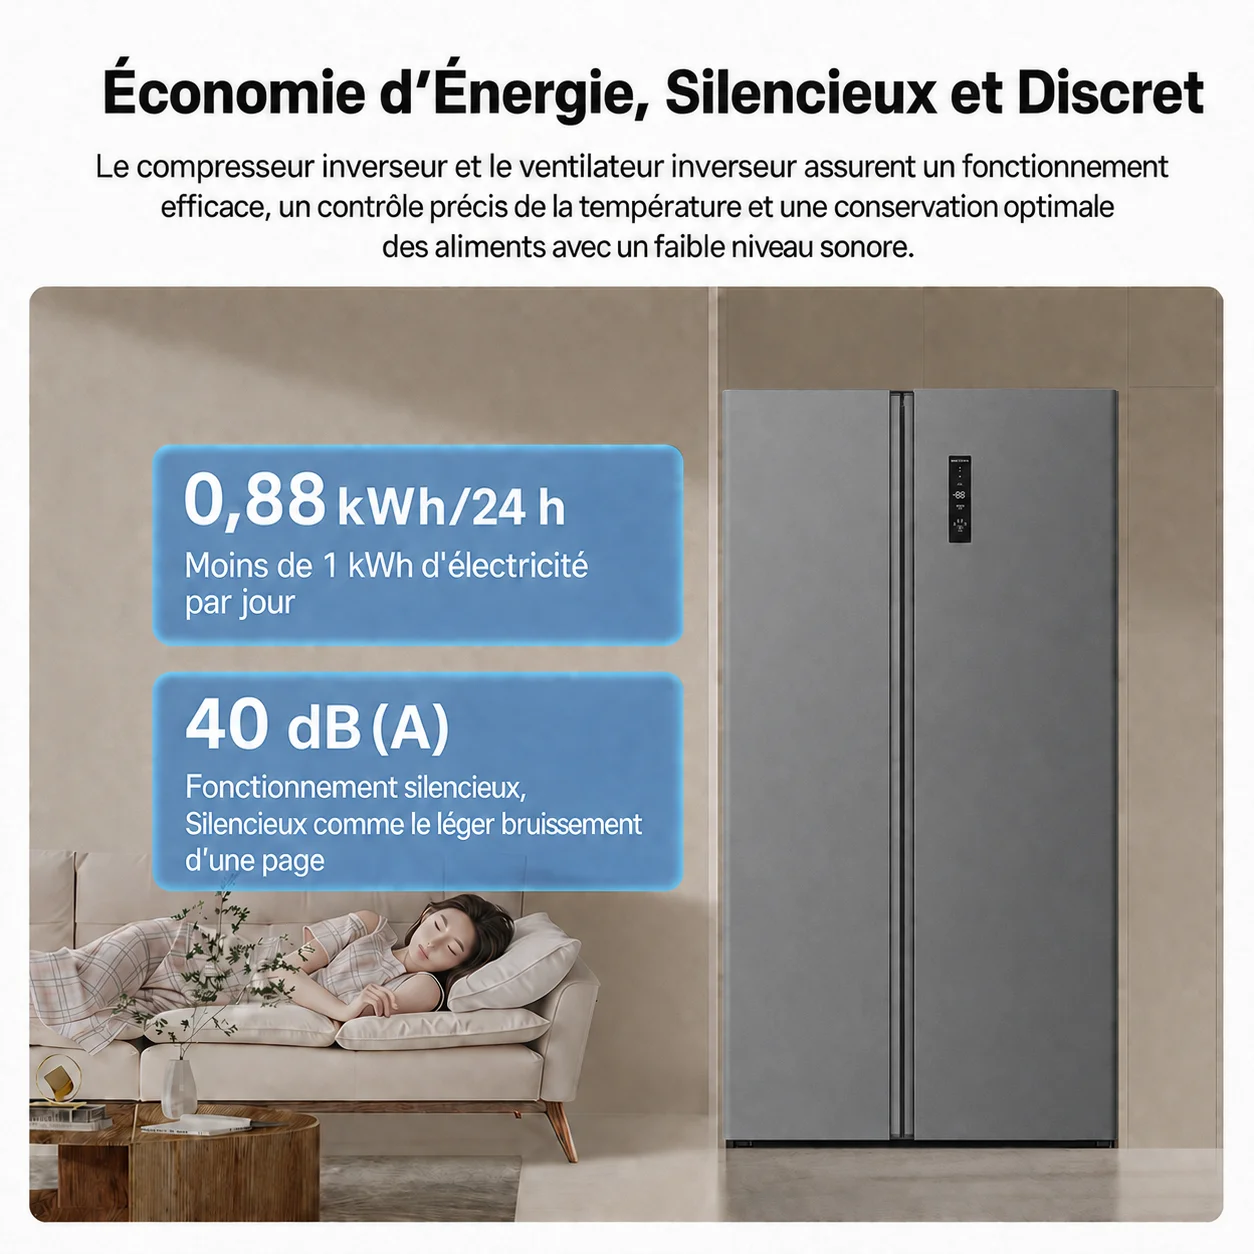 Économie d’Énergie, Silencieux et Discret
Le compresseur inverseur et le ventilateur inverseur assurent un fonctionnement
efficace, un contrôle précis de la température et une conservation optimale
des aliments avec un faible niveau sonore.
0,88 kWh/24 h
Moins de 1 kWh d'électricité
par jour
40 dB (A)
Fonctionnement silencieux,
Silencieux comme le léger bruissement
d’une page